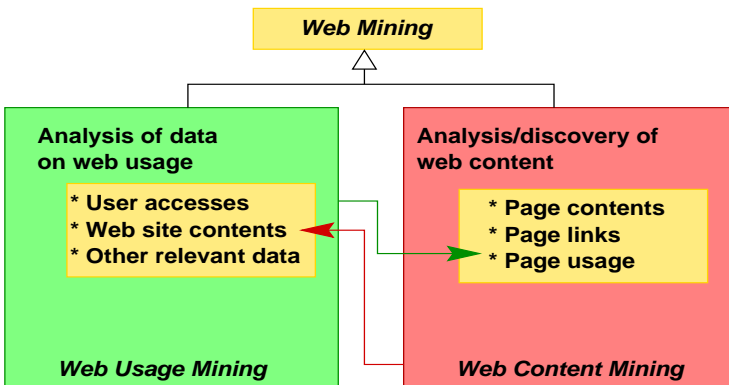 Web Mining
Analysis of data
on web usage
* User accesses
* Web site contents
* Other relevant data
Web Usage Mining
Analysis/discovery of
web content
* Page contents
* Page links
* Page usage
Web Content Mining